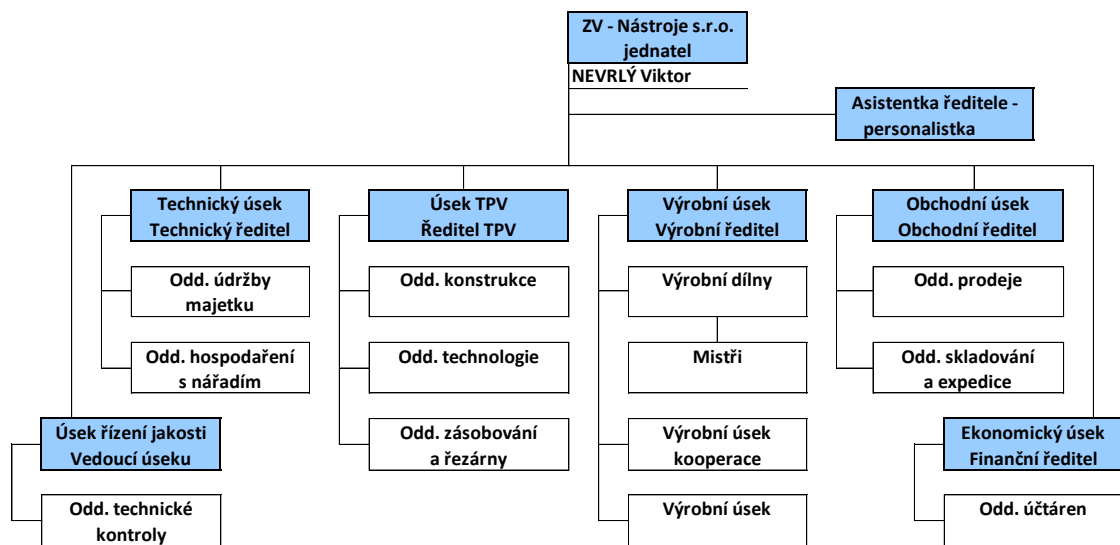 ZV - Nástroje s.r.o.
jednatel
NEVRLÝ Viktor
Asistentka ředitele -
personalistka
Technický úsek
Technický ředitel
Úsek TPV
Ředitel TPV
Výrobní úsek
Výrobní ředitel
Obchodní úsek
Obchodní ředitel
Odd. údržby
majetku
Odd. konstrukce
Výrobní dílny
Odd. prodeje
Odd. hospodaření
s nářadím
Odd. technologie
Mistři
Odd. skladování
a expedice
Úsek řízení jakosti
Vedoucí úseku
Odd. zásobování
a řezárny
Výrobní úsek
kooperace
Ekonomický úsek
Finanční ředitel
Odd. technické
kontroly
Výrobní úsek
Odd. účtáren